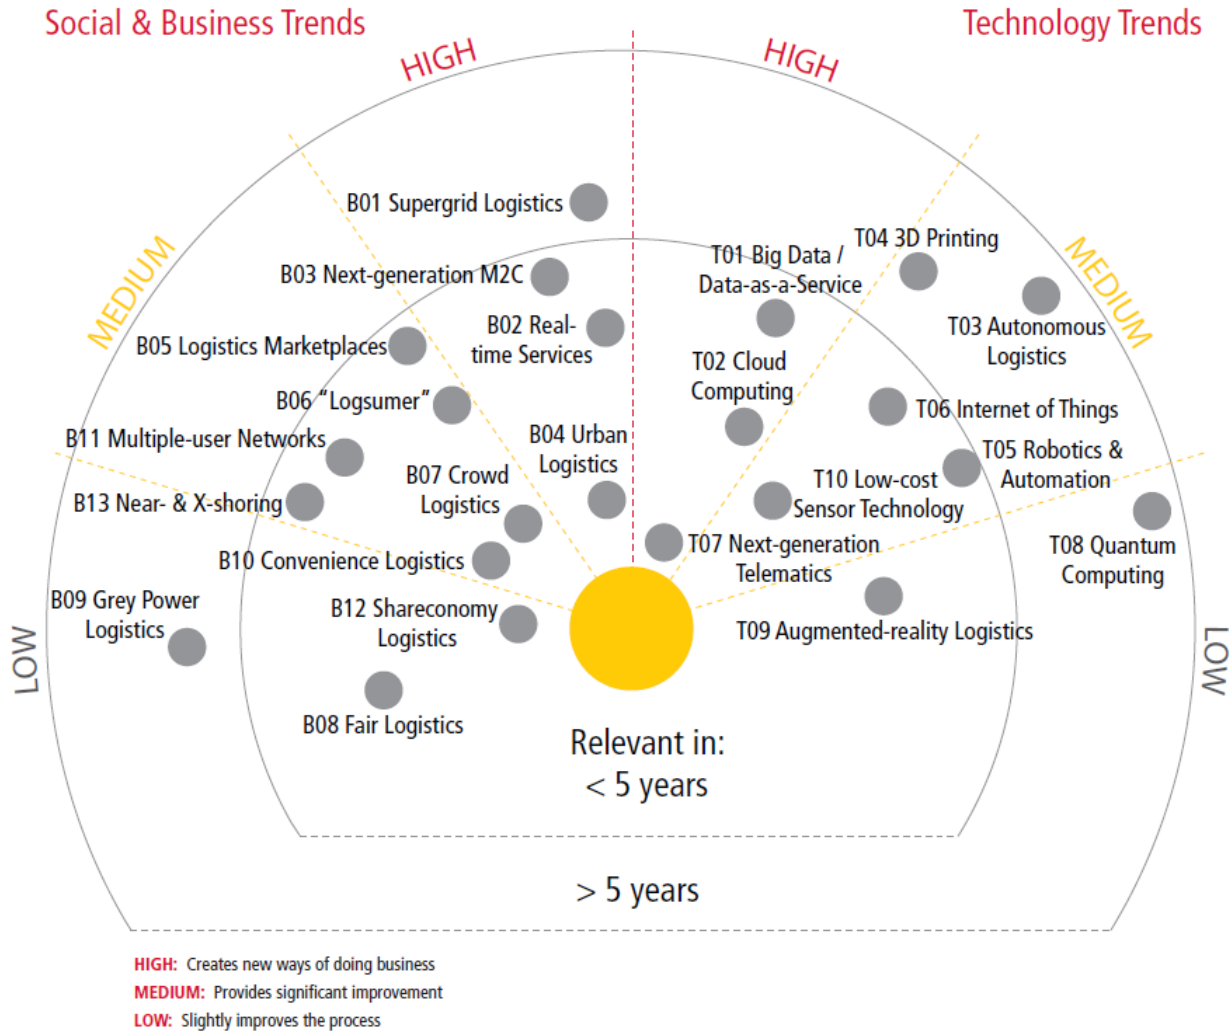 Social & Business Trends
Technology Trends
HIGH
HIGH
MEDIUM
MEDIUM
LOW
LOW
B01 Supergrid Logistics
B03 Next-generation M2C
B02 Real-
time Services
B05 Logistics Marketplaces
B06 “Logsumer”
B11 Multiple-user Networks
B04 Urban
Logistics
B07 Crowd
Logistics
B13 Near- & X-shoring
B10 Convenience Logistics
B09 Grey Power
Logistics
B12 Shareconomy
Logistics
B08 Fair Logistics
T01 Big Data /
Data-as-a-Service
T04 3D Printing
T03 Autonomous
Logistics
T02 Cloud
Computing
T06 Internet of Things
T05 Robotics &
Automation
T10 Low-cost
Sensor Technology
T07 Next-generation
Telematics
T08 Quantum
Computing
T09 Augmented-reality Logistics
Relevant in:
< 5 years
> 5 years
HIGH: Creates new ways of doing business
MEDIUM: Provides significant improvement
LOW: Slightly improves the process